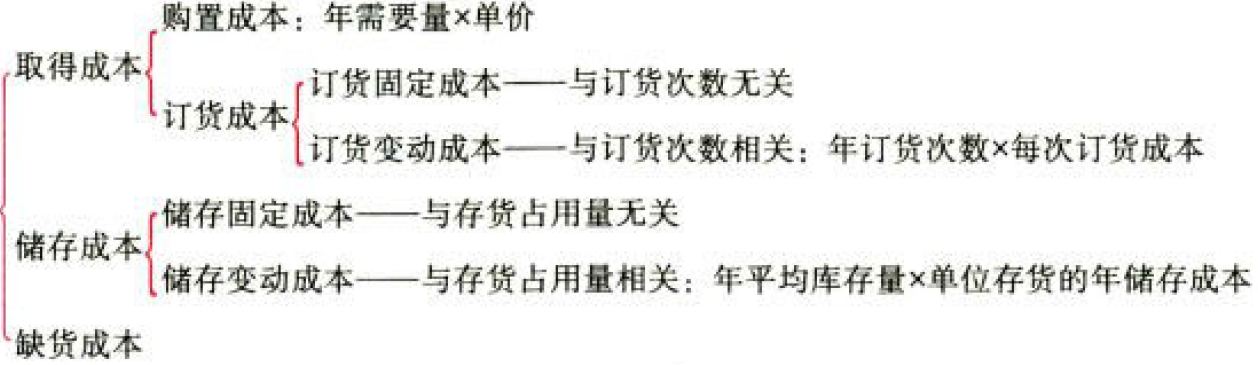 购置成本：年需要量×单价
取得成本
订货固定成本——与订货次数无关
订货成本
订货变动成本——与订货次数相关：年订货次数×每次订货成本
储存固定成本——与存货占用量无关
储存成本
储存变动成本——与存货占用量相关：年平均库存量×单位存货的年储存成本
缺货成本